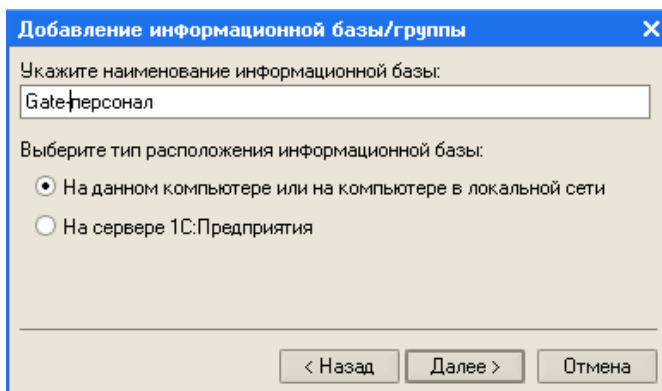 Добавление информационной базы/группы
Укажите наименование информационной базы:
Gate-персонал
Выберите тип расположения информационной базы:
На данном компьютере или на компьютере в локальной сети
На сервере 1С:Предприятия
< Назад Далее > Отмена